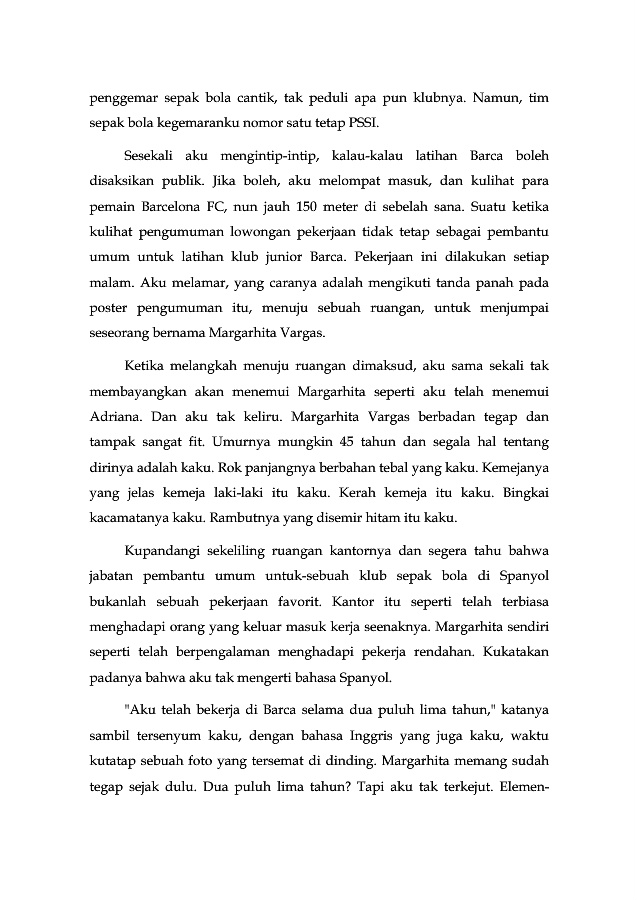 penggemar sepak bola cantik, tak peduli apa pun klubnya. Namun, tim
sepak bola kegemaranku nomor satu tetap PSSI.
Sesekali aku mengintip-intip, kalau-kalau latihan Barca boleh
disaksikan publik. Jika boleh, aku melompat masuk, dan kulihat para
pemain Barcelona FC, nun jauh 150 meter di sebelah sana. Suatu ketika
kulihat pengumuman lowongan pekerjaan tidak tetap sebagai pembantu
umum untuk latihan klub junior Barca. Pekerjaan ini dilakukan setiap
malam. Aku melamar, yang caranya adalah mengikuti tanda panah pada
poster pengumuman itu, menuju sebuah ruangan, untuk menjumpai
seseorang bernama Margarhita Vargas.
Ketika melangkah menuju ruangan dimaksud, aku sama sekali tak
membayangkan akan menemui Margarhita seperti aku telah menemui
Adriana. Dan aku tak keliru. Margarhita Vargas berbadan tegap dan
tampak sangat fit. Umurnya mungkin 45 tahun dan segala hal tentang
dirinya adalah kaku. Rok panjangnya berbahan tebal yang kaku. Kemejanya
yang jelas kemeja laki-laki itu kaku. Kerah kemeja itu kaku. Bingkai
kacamatanya kaku. Rambutnya yang disemir hitam itu kaku.
Kupandangi sekeliling ruangan kantornya dan segera tahu bahwa
jabatan pembantu umum untuk-sebuah klub sepak bola di Spanyol
bukanlah sebuah pekerjaan favorit. Kantor itu seperti telah terbiasa
menghadapi orang yang keluar masuk kerja seenaknya. Margarhita sendiri
seperti telah berpengalaman menghadapi pekerja rendahan. Kukatakan
padanya bahwa aku tak mengerti bahasa Spanyol.
"Aku telah bekerja di Barca selama dua puluh lima tahun," katanya
sambil tersenyum kaku, dengan bahasa Inggris yang juga kaku, waktu
kutatap sebuah foto yang tersemat di dinding. Margarhita memang sudah
tegap sejak dulu. Dua puluh lima tahun? Tapi aku tak terkejut. Elemen-